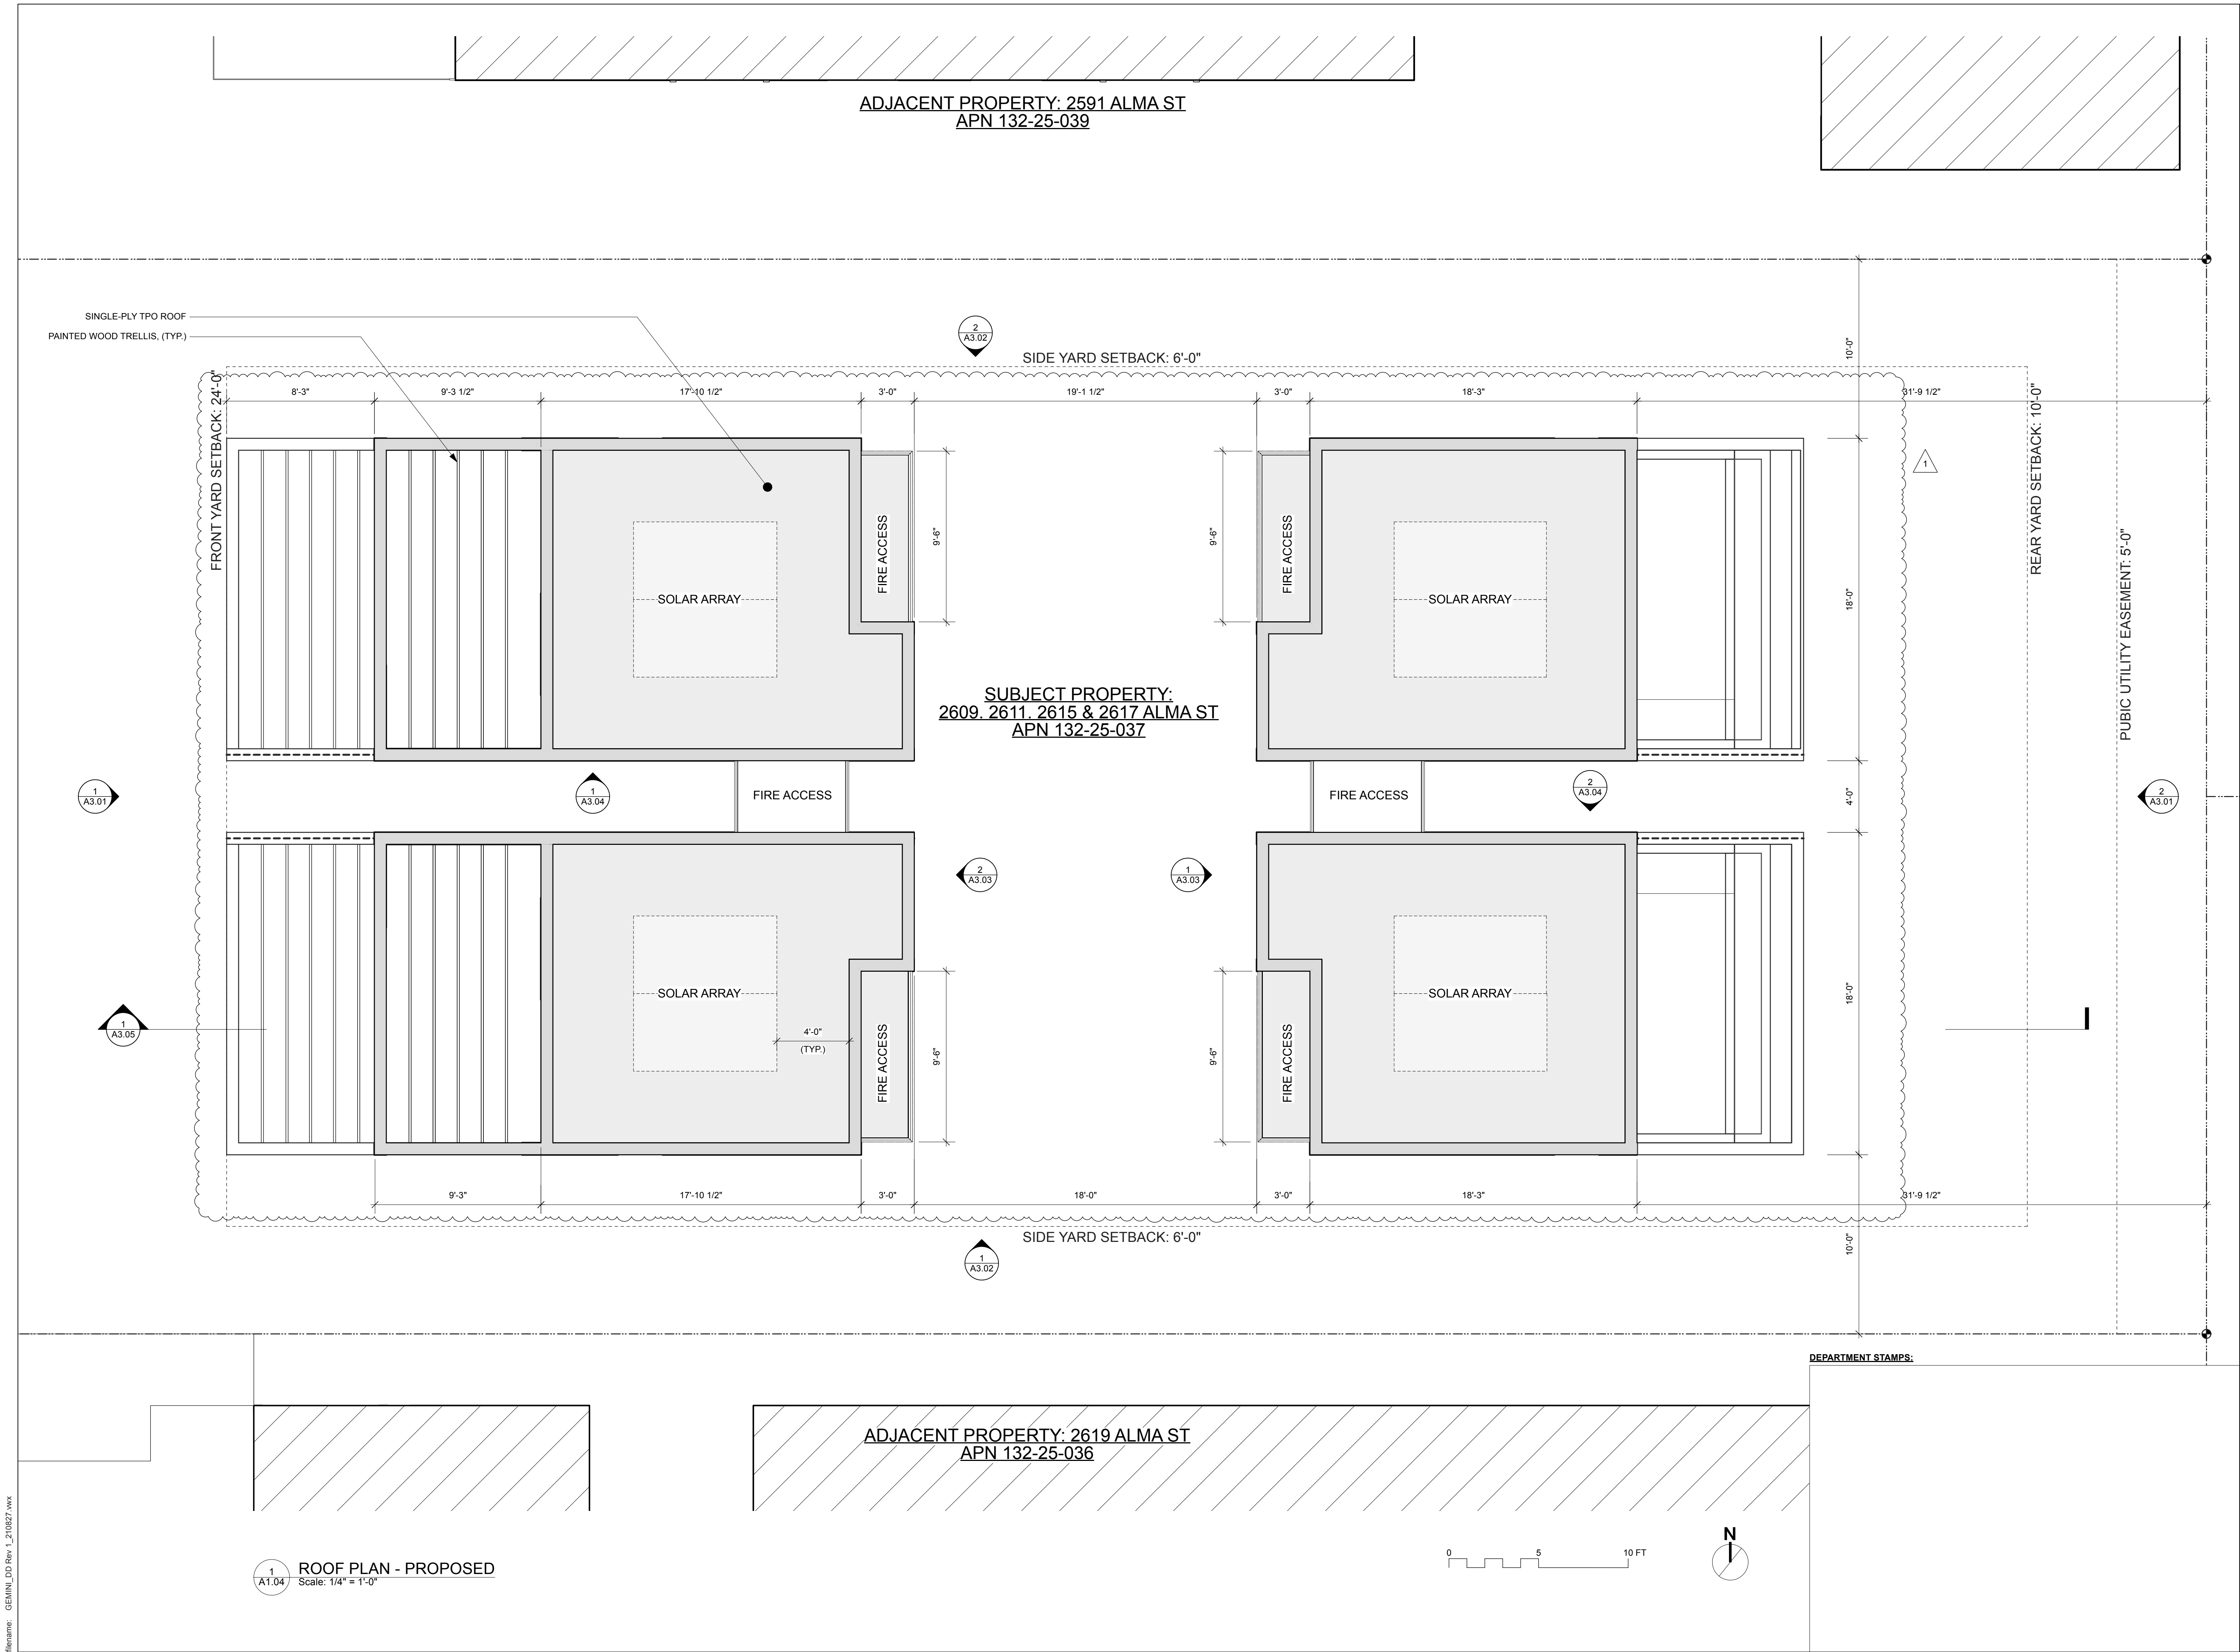 ADJACENT PROPERTY: 2591 ALMA ST
APN 132-25-039
SINGLE-PLY TPO ROOF
PAINTED WOOD TRELLIS, (TYP.)
2
A3.02
SIDE YARD SETBACK: 6'-0"
10'-0"
FRONT YARD SETBACK: 24'-0"
8'-3"
9'-3 1/2"
17'-10 1/2"
3'-0"
19'-1 1/2"
3'-0"
18'-3"
31'-9 1/2"
REAR YARD SETBACK: 10'-0"
1
PUBIC UTILITY EASEMENT: 5'-0"
FIRE ACCESS
9'-6"
9'-6"
FIRE ACCESS
SOLAR ARRAY
SOLAR ARRAY
18'-0"
SUBJECT PROPERTY:
2609. 2611. 2615 & 2617 ALMA ST
APN 132-25-037
1
A3.01
1
A3.04
FIRE ACCESS
FIRE ACCESS
2
A3.04
4'-0"
2
A3.01
2
A3.03
1
A3.03
SOLAR ARRAY
SOLAR ARRAY
18'-0"
1
A3.05
4'-0"
(TYP.)
FIRE ACCESS
9'-6"
9'-6"
FIRE ACCESS
9'-3"
17'-10 1/2"
3'-0"
18'-0"
3'-0"
18'-3"
31'-9 1/2"
SIDE YARD SETBACK: 6'-0"
10'-0"
1
A3.02
DEPARTMENT STAMPS:
ADJACENT PROPERTY: 2619 ALMA ST
APN 132-25-036
1
A1.04
ROOF PLAN - PROPOSED
Scale: 1/4" = 1'-0"
0
5
10 FT
N
filename: GEMINI_DD Rev 1_210827.vwx